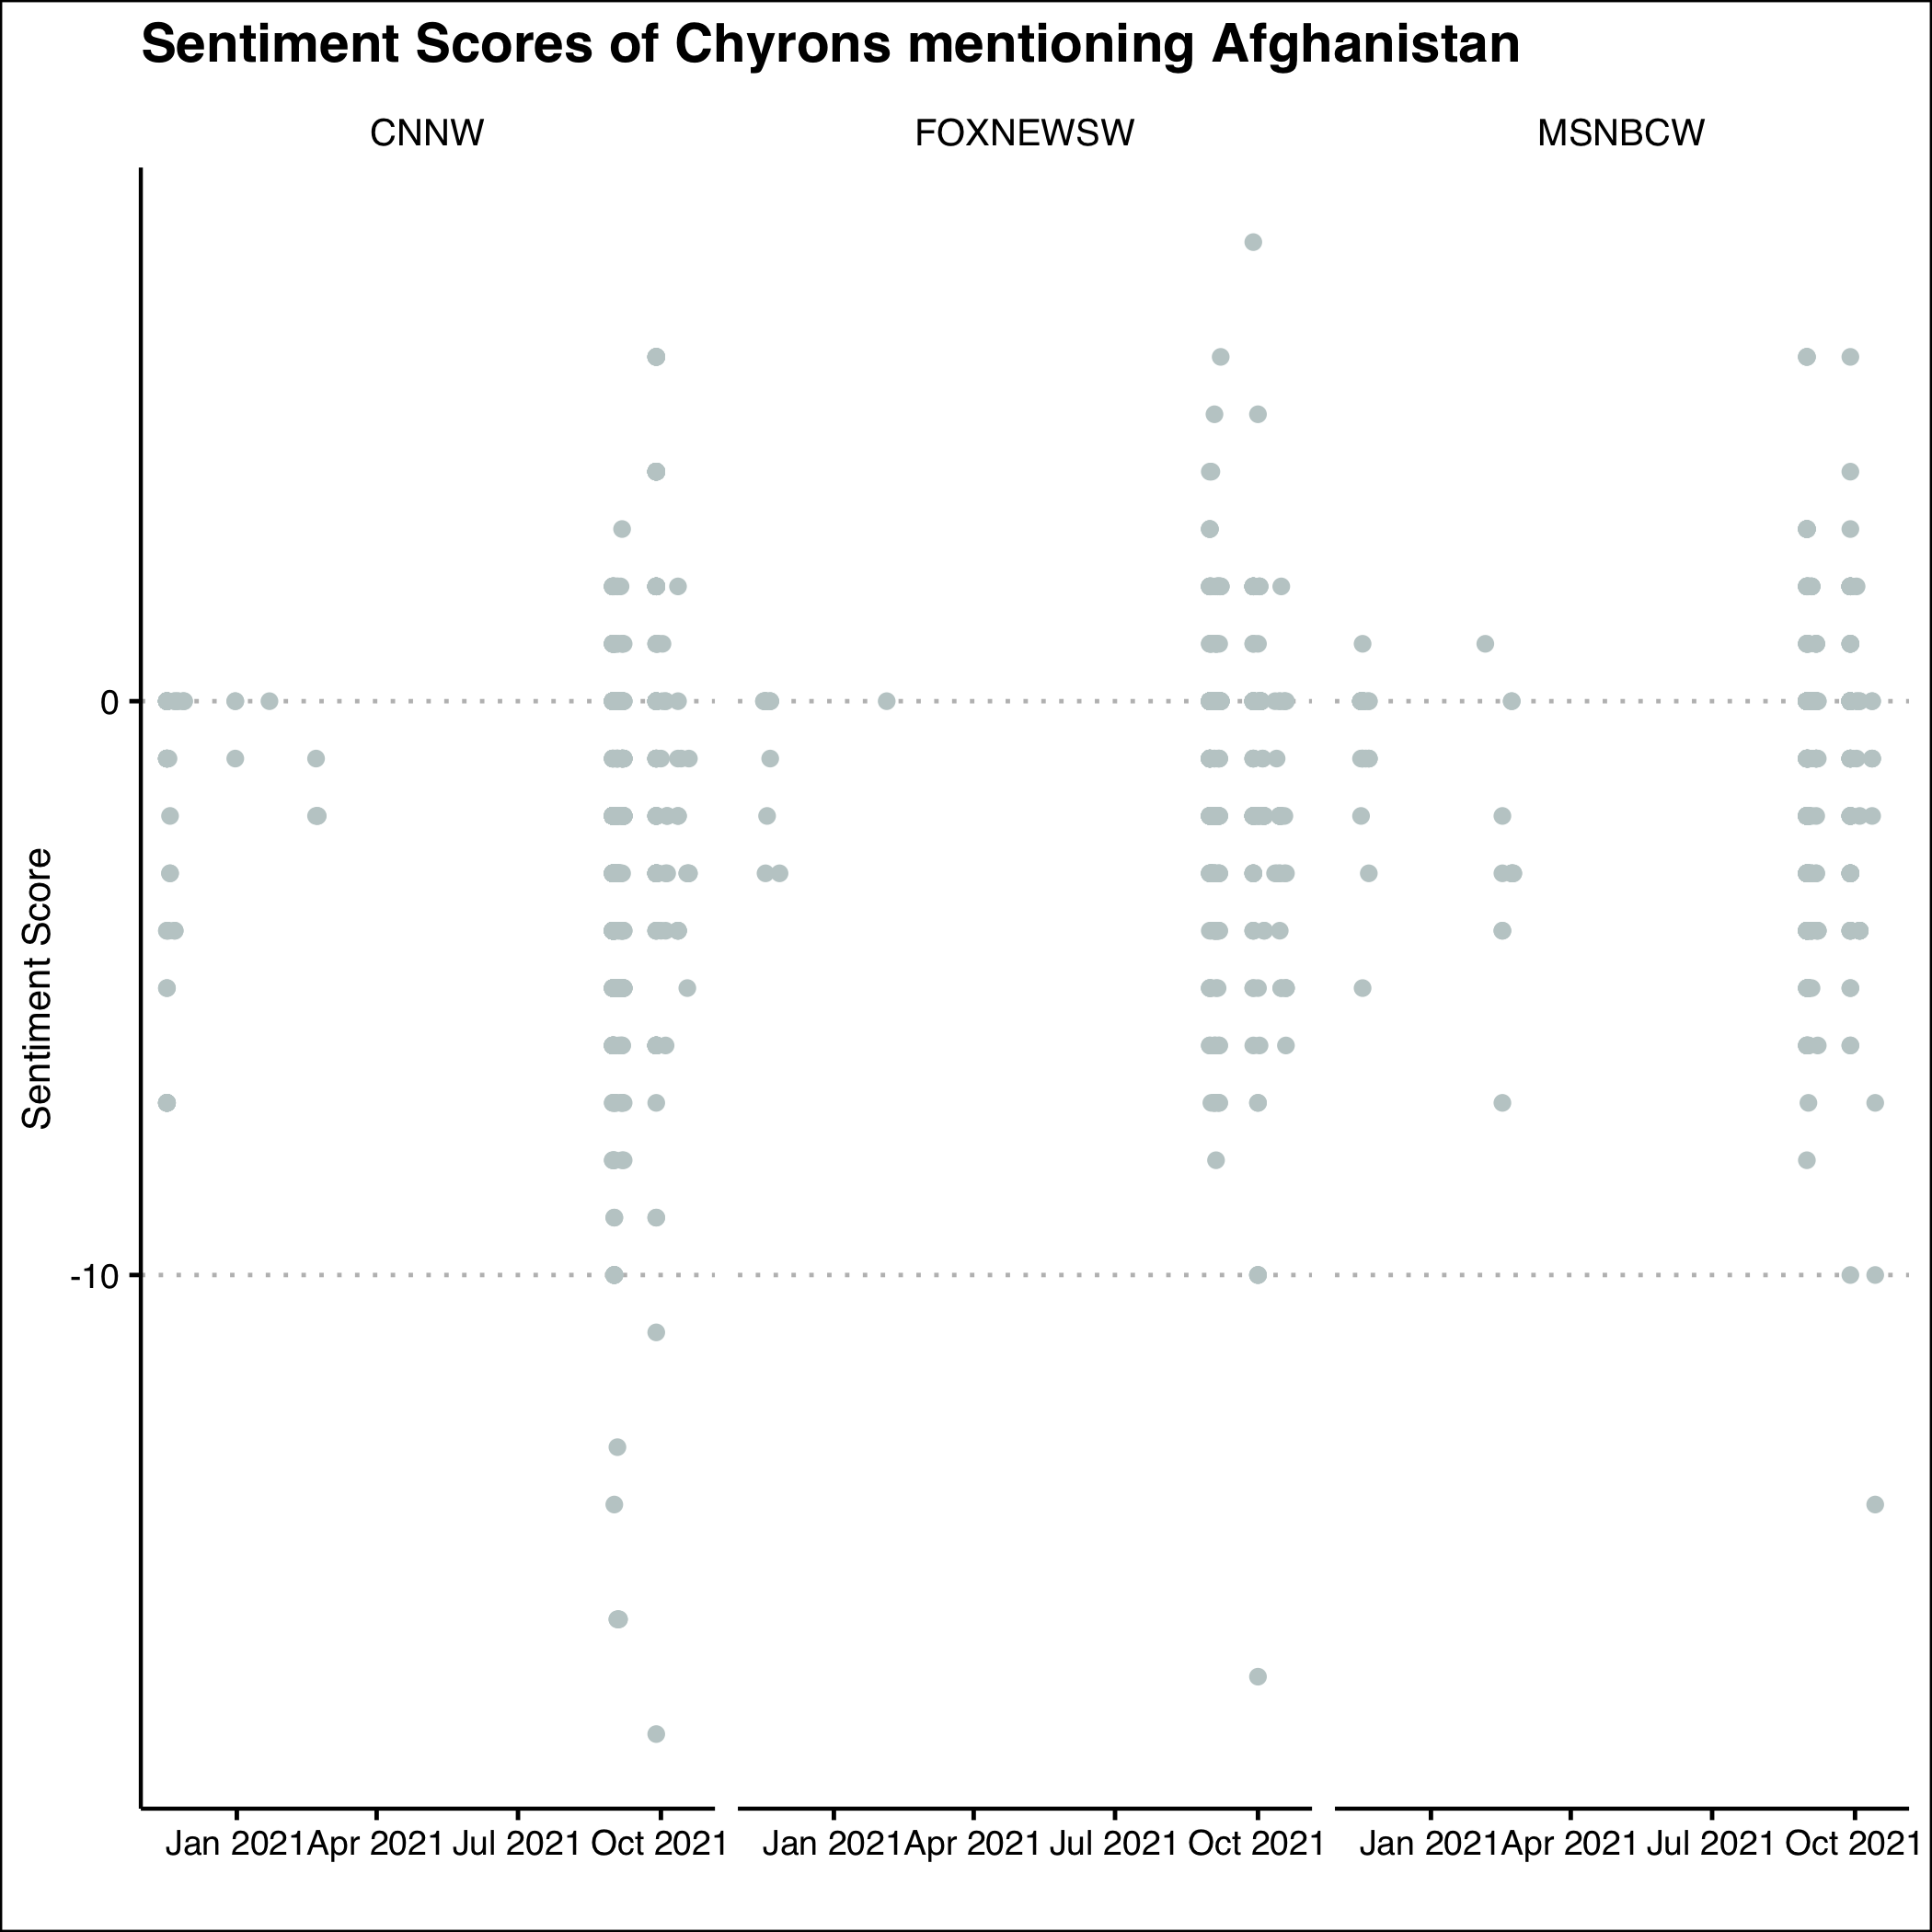 Sentiment Scores of Chyrons mentioning Afghanistan
CNNW FOXNEWSW MSNBCW
0
-10
Sentiment Score
Jan 2021 Apr 2021 Jul 2021 Oct 2021 Jan 2021 Apr 2021 Jul 2021 Oct 2021 Jan 2021 Apr 2021 Jul 2021 Oct 2021